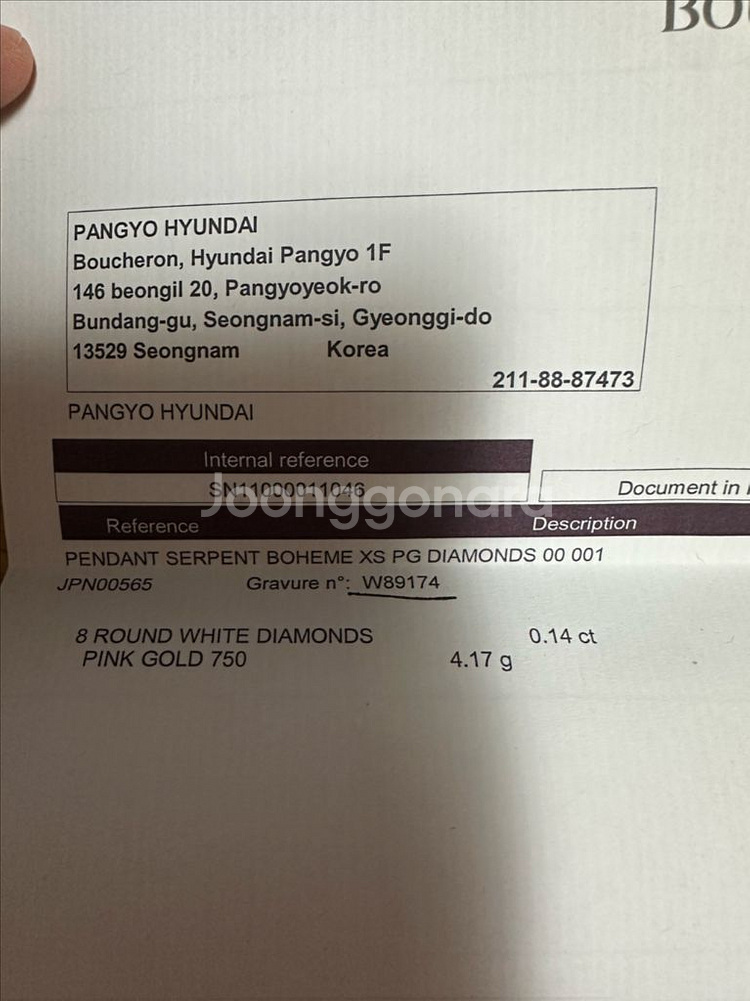 PANGYO HYUNDAI
Boucheron, Hyundai Pangyo 1F
146 beongil 20, Pangyoyeok-ro
Bundang-gu, Seongnam-si, Gyeonggi-do
13529 Seongnam Korea
211-88-87473
PANGYO HYUNDAI
Internal reference
SN11000011046
Document in
Joonggonara
Reference Description
PENDANT SERPENT BOHEME XS PG DIAMONDS 00 001
JPN00565 Gravure n°: W89174
8 ROUND WHITE DIAMONDS 0.14 ct
PINK GOLD 750 4.17 g